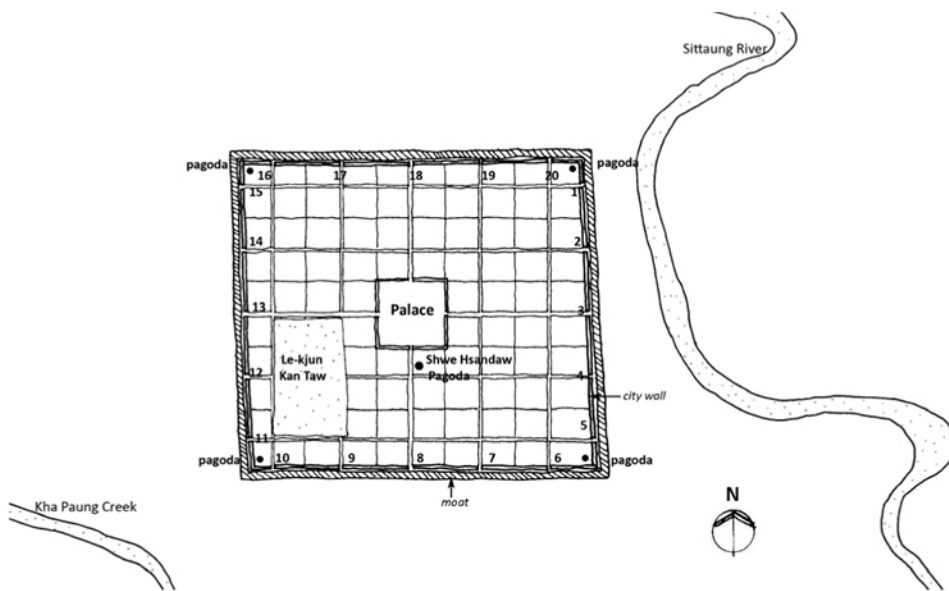 Sittaung River
pagoda
pagoda
16
17
18
19
20
15
1
14
2
13
Palace
3
Le-kjun
Kan Taw
Shwe Hsandaw
Pagoda
12
4
city wall
11
5
pagoda
10
9
8
7
6
pagoda
moat
Kha Paung Creek
N